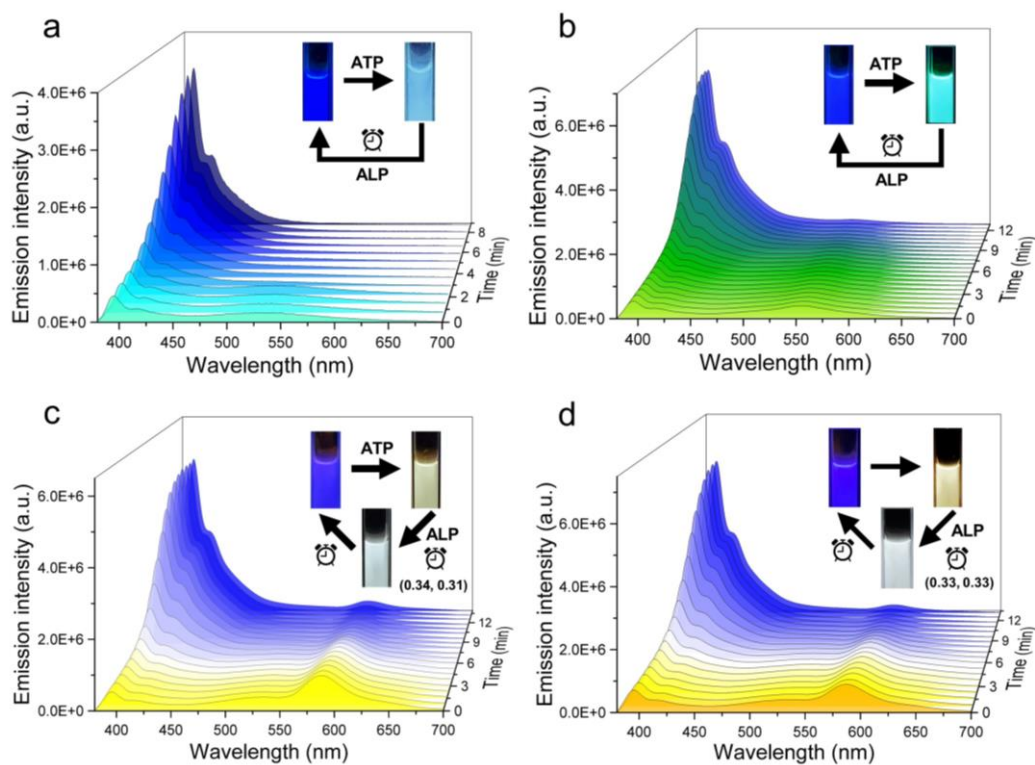 a
ATP
ALP
Emission intensity (a.u.)
4.0E+6
3.0E+6
2.0E+6
1.0E+6
0.0E+0
400 450 500 550 600 650 700
Wavelength (nm)
0 2 4 6 8
Time (min)
b
ATP
ALP
Emission intensity (a.u.)
6.0E+6
4.0E+6
2.0E+6
0.0E+0
400 450 500 550 600 650 700
Wavelength (nm)
0 3 6 9 12
Time (min)
c
ATP
ALP
(0.34, 0.31)
Emission intensity (a.u.)
6.0E+6
4.0E+6
2.0E+6
0.0E+0
400 450 500 550 600 650 700
Wavelength (nm)
0 3 6 9 12
Time (min)
d
ALP
(0.33, 0.33)
Emission intensity (a.u.)
6.0E+6
4.0E+6
2.0E+6
0.0E+0
400 450 500 550 600 650 700
Wavelength (nm)
0 3 6 9 12
Time (min)